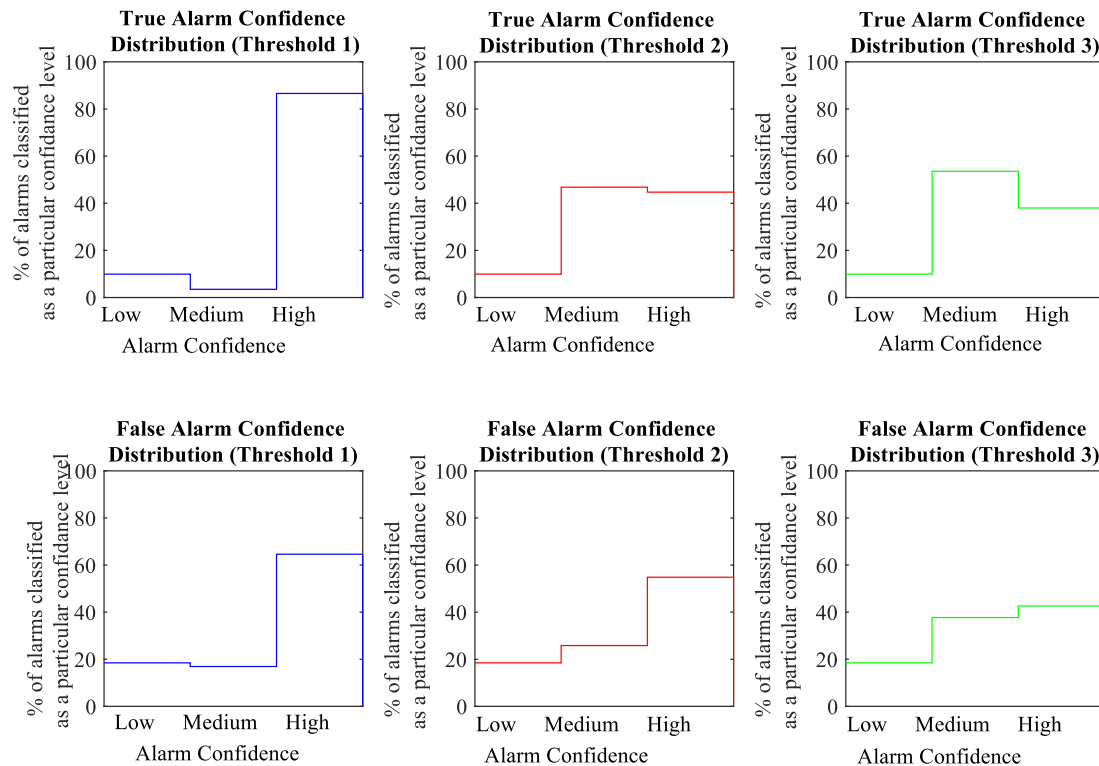 True Alarm Confidence
Distribution (Threshold 1)
% of alarms classified
as a particular confidance level
100
80
60
40
20
0
Low Medium High
Alarm Confidence
True Alarm Confidence
Distribution (Threshold 2)
% of alarms classified
as a particular confidance level
100
80
60
40
20
0
Low Medium High
Alarm Confidence
True Alarm Confidence
Distribution (Threshold 3)
% of alarms classified
as a particular confidance level
100
80
60
40
20
0
Low Medium High
Alarm Confidence
False Alarm Confidence
Distribution (Threshold 1)
% of alarms classified
as a particular confidance level
100
80
60
40
20
0
Low Medium High
Alarm Confidence
False Alarm Confidence
Distribution (Threshold 2)
% of alarms classified
as a particular confidance level
100
80
60
40
20
0
Low Medium High
Alarm Confidence
False Alarm Confidence
Distribution (Threshold 3)
% of alarms classified
as a particular confidance level
100
80
60
40
20
0
Low Medium High
Alarm Confidence